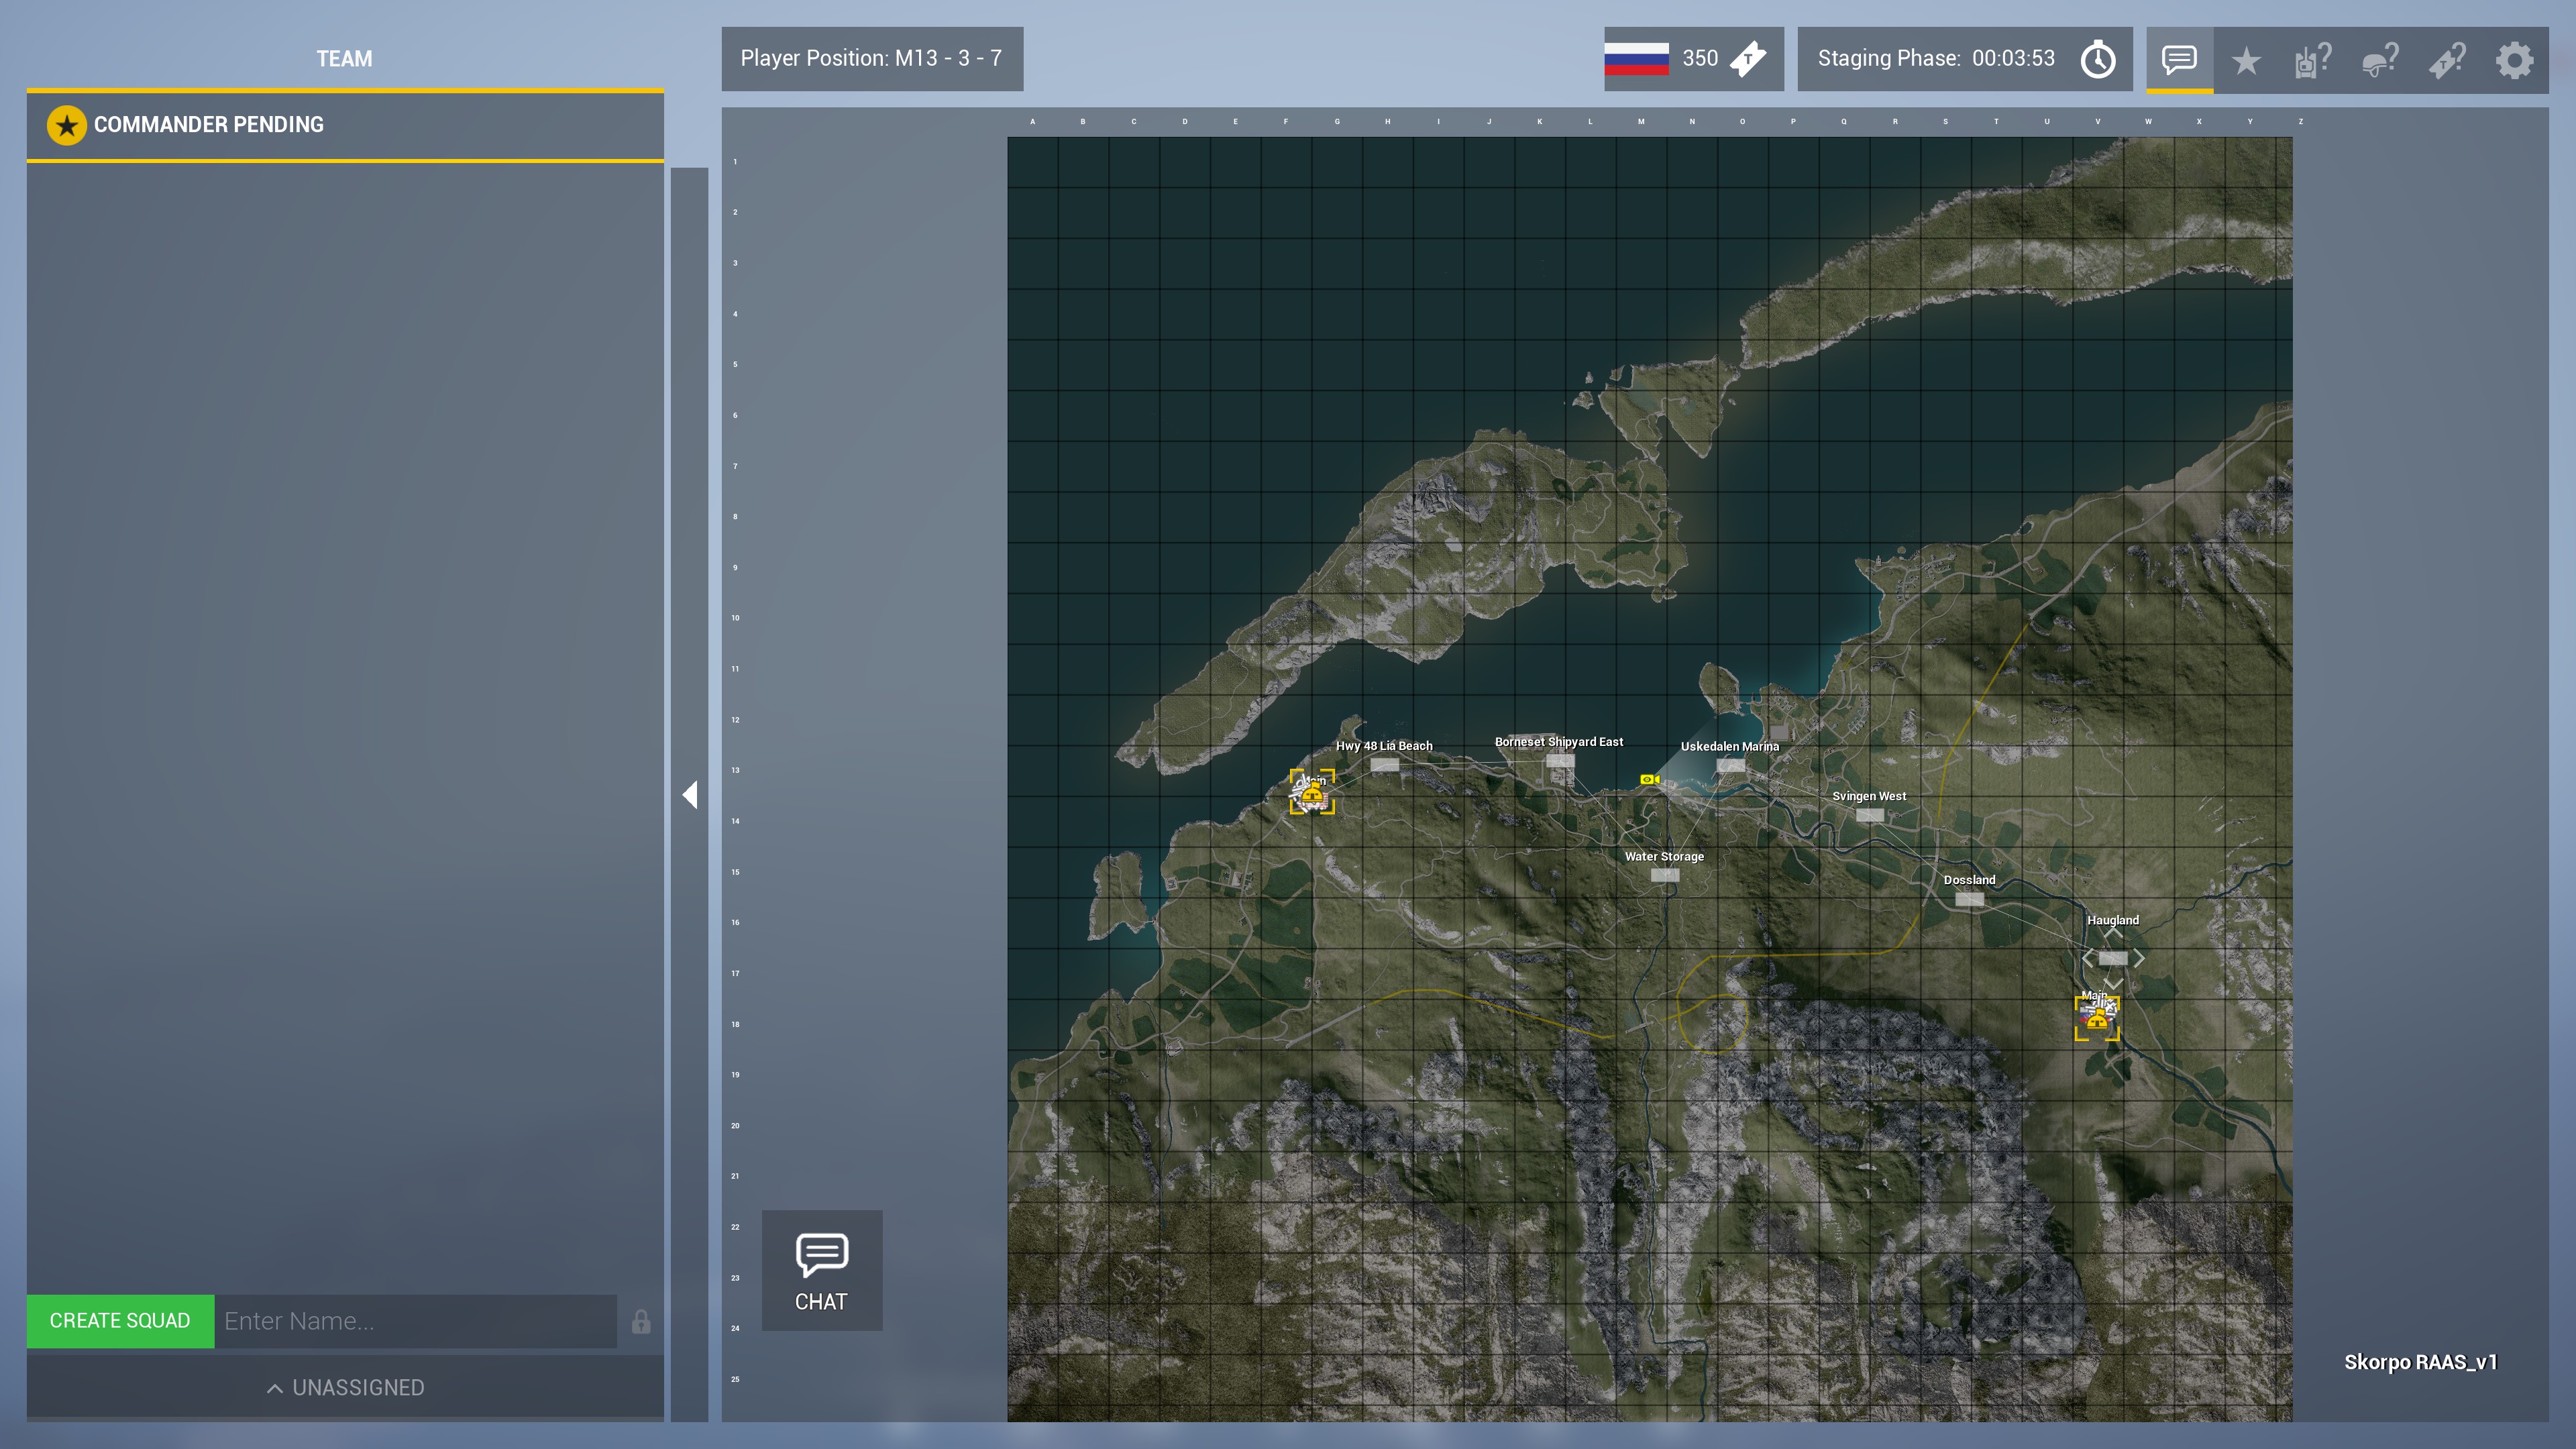 TEAM
Player Position: M13 - 3 - 7
350
T
Staging Phase: 00:03:53
COMMANDER PENDING
A B C D E F G H I J K L M N O P Q R S T U V W X Y Z
1
2
3
4
5
6
7
8
9
10
11
12
13
14
15
16
17
18
19
20
21
22
23
24
25
Hwy 48 Lia Beach
Borneset Shipyard East
Uskedalen Marina
Svingen West
Water Storage
Dossland
Haugland
Main
CHAT
CREATE SQUAD
Enter Name...
UNASSIGNED
Skorpo RAAS_v1